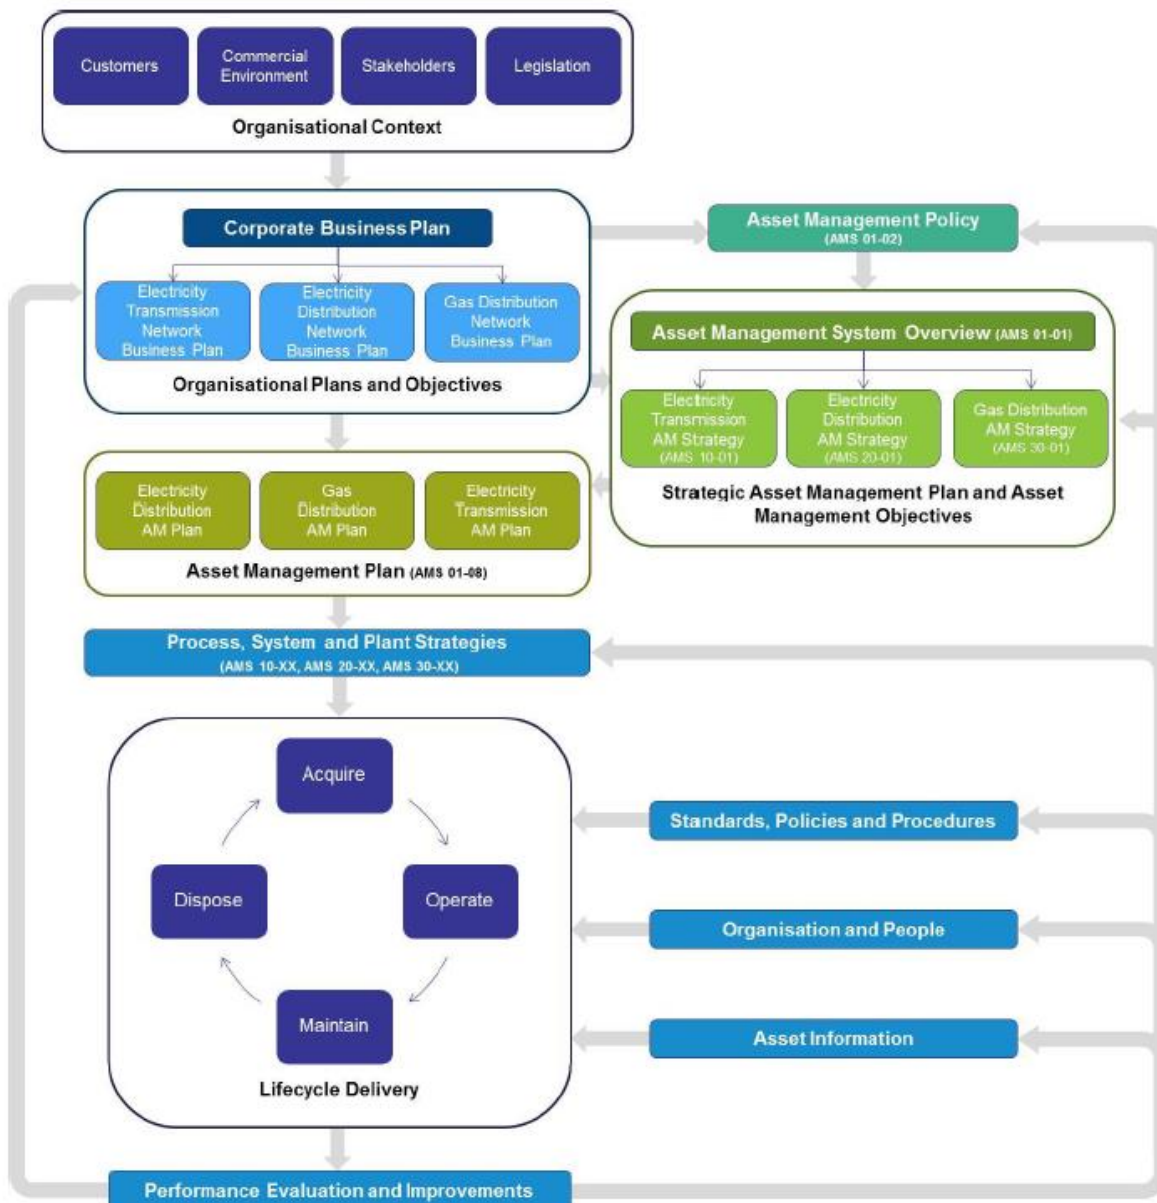 Customers
Commercial
Environment
Stakeholders
Legislation
Organisational Context
Corporate Business Plan
Electricity
Transmission
Network
Business Plan
Electricity
Distribution
Network
Business Plan
Gas Distribution
Network
Business Plan
Organisational Plans and Objectives
Asset Management Policy
(AMS 01-02)
Asset Management System Overview (AMS 01-01)
Electricity
Transmission
AM Strategy
(AMS 10-01)
Electricity
Distribution
AM Strategy
(AMS 20-01)
Gas Distribution
AM Strategy
(AMS 30-01)
Strategic Asset Management Plan and Asset
Management Objectives
Electricity
Distribution
AM Plan
Gas
Distribution
AM Plan
Electricity
Transmission
AM Plan
Asset Management Plan (AMS 01-08)
Process, System and Plant Strategies
(AMS 10-XX, AMS 20-XX, AMS 30-XX)
Acquire
Operate
Maintain
Dispose
Lifecycle Delivery
Standards, Policies and Procedures
Organisation and People
Asset Information
Performance Evaluation and Improvements